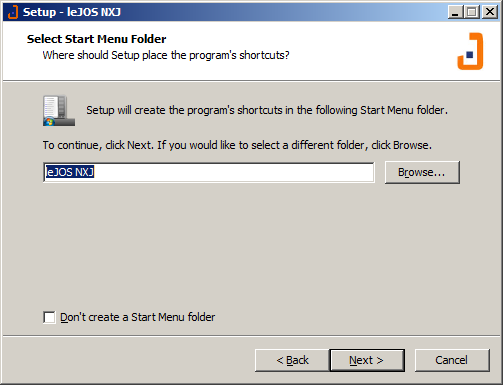 Setup - leJOS NXJ
Select Start Menu Folder
Where should Setup place the program's shortcuts?
Setup will create the program's shortcuts in the following Start Menu folder.
To continue, click Next. If you would like to select a different folder, click Browse.
leJOS NXJ
Browse...
Don't create a Start Menu folder
< Back
Next >
Cancel